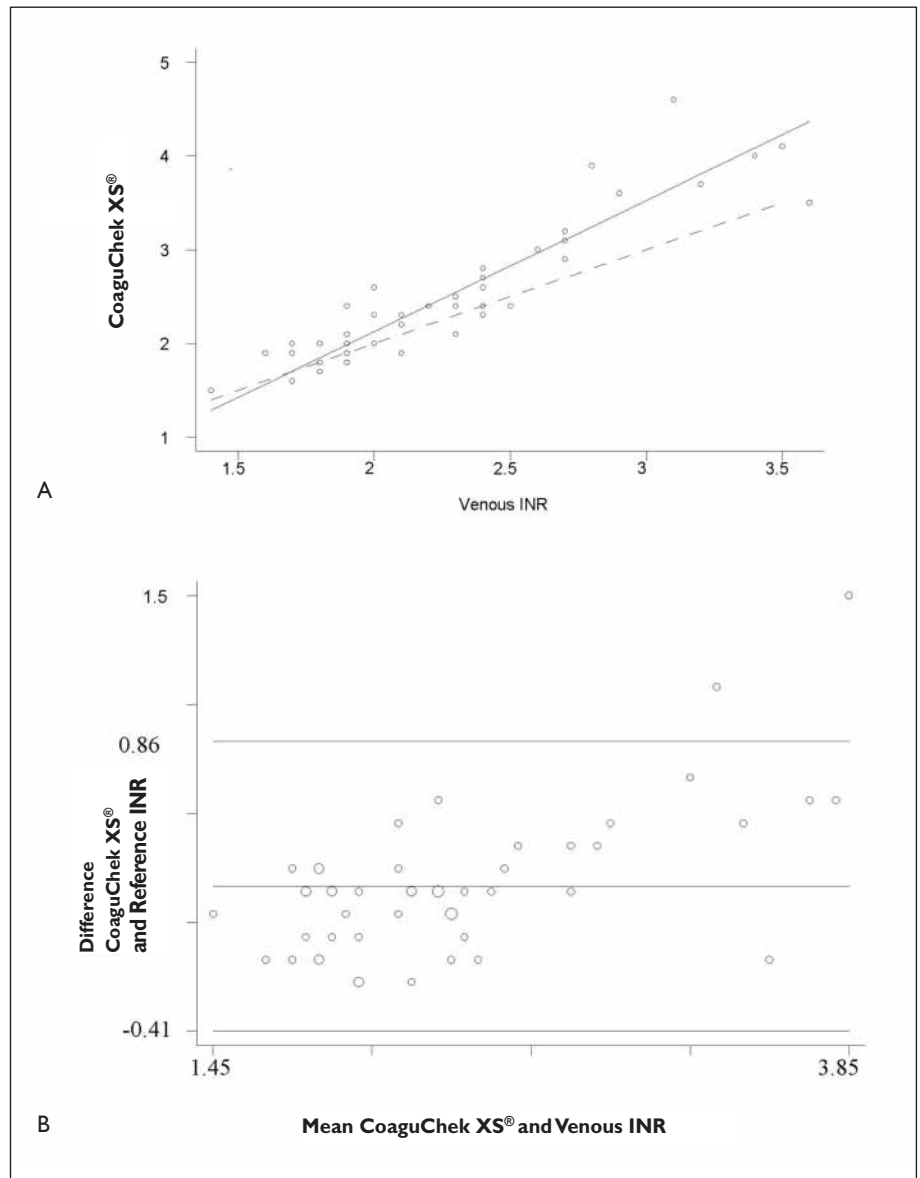 5
4
3
2
1
CoaguChek XS®
1.5
2
2.5
3
3.5
Venous INR
A
1.5
0.86
-0.41
Difference
CoaguChek XS®
and Reference INR
1.45
3.85
Mean CoaguChek XS® and Venous INR
B